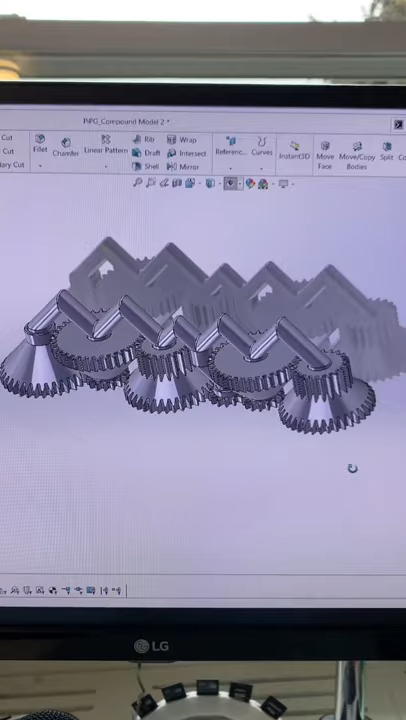 INFG_Compound Model 2 *
Cut
Rib
Wrap
Cut
Fillet
Chamfer
Linear Pattern
Draft
Intersect
Referenc...
Curves
Instant3D
Move Face
Move/Copy Bodies
Split
ary Cut
Shell
Mirror
LG